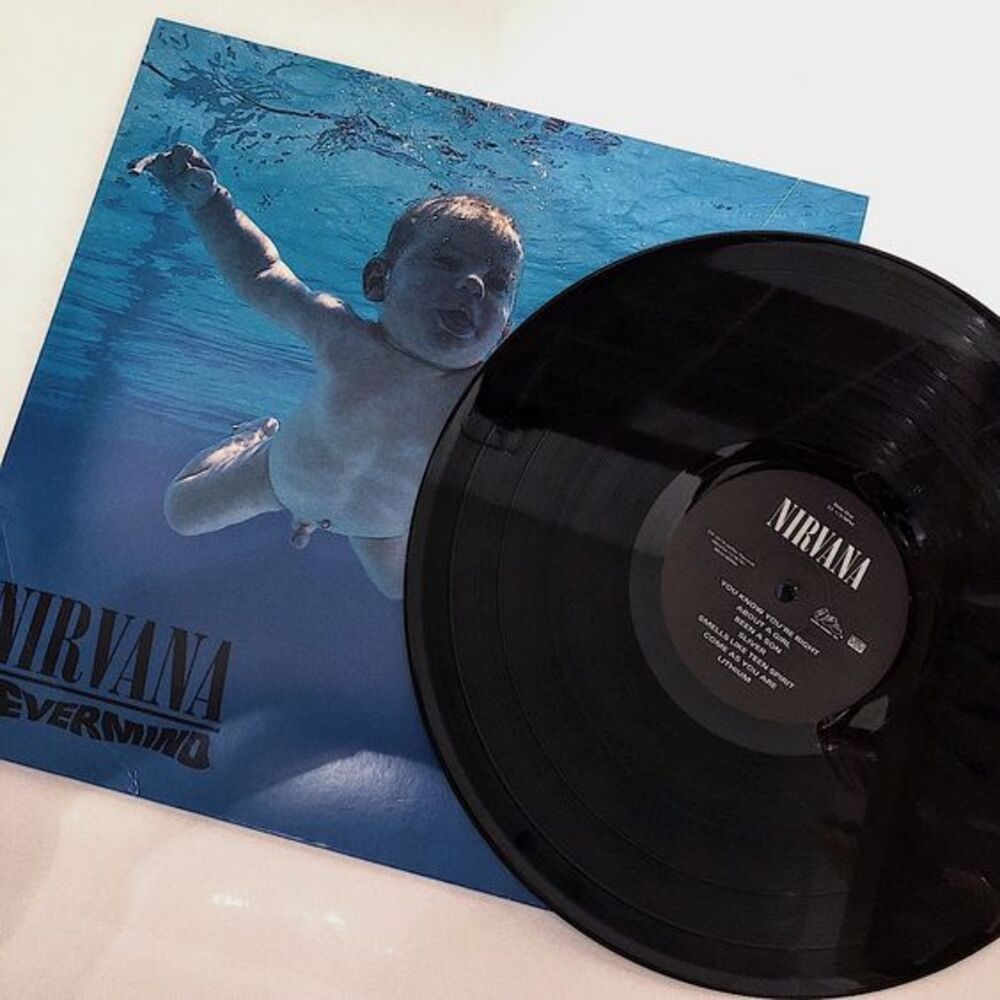 NIRVANA
EVERMIND
NIRVANA
YOU KNOW YOU'RE RIGHT
ABOUT A GIRL
BEEN A SON
SLIVER
SMELLS LIKE TEEN SPIRIT
COME AS YOU ARE
LITHIUM